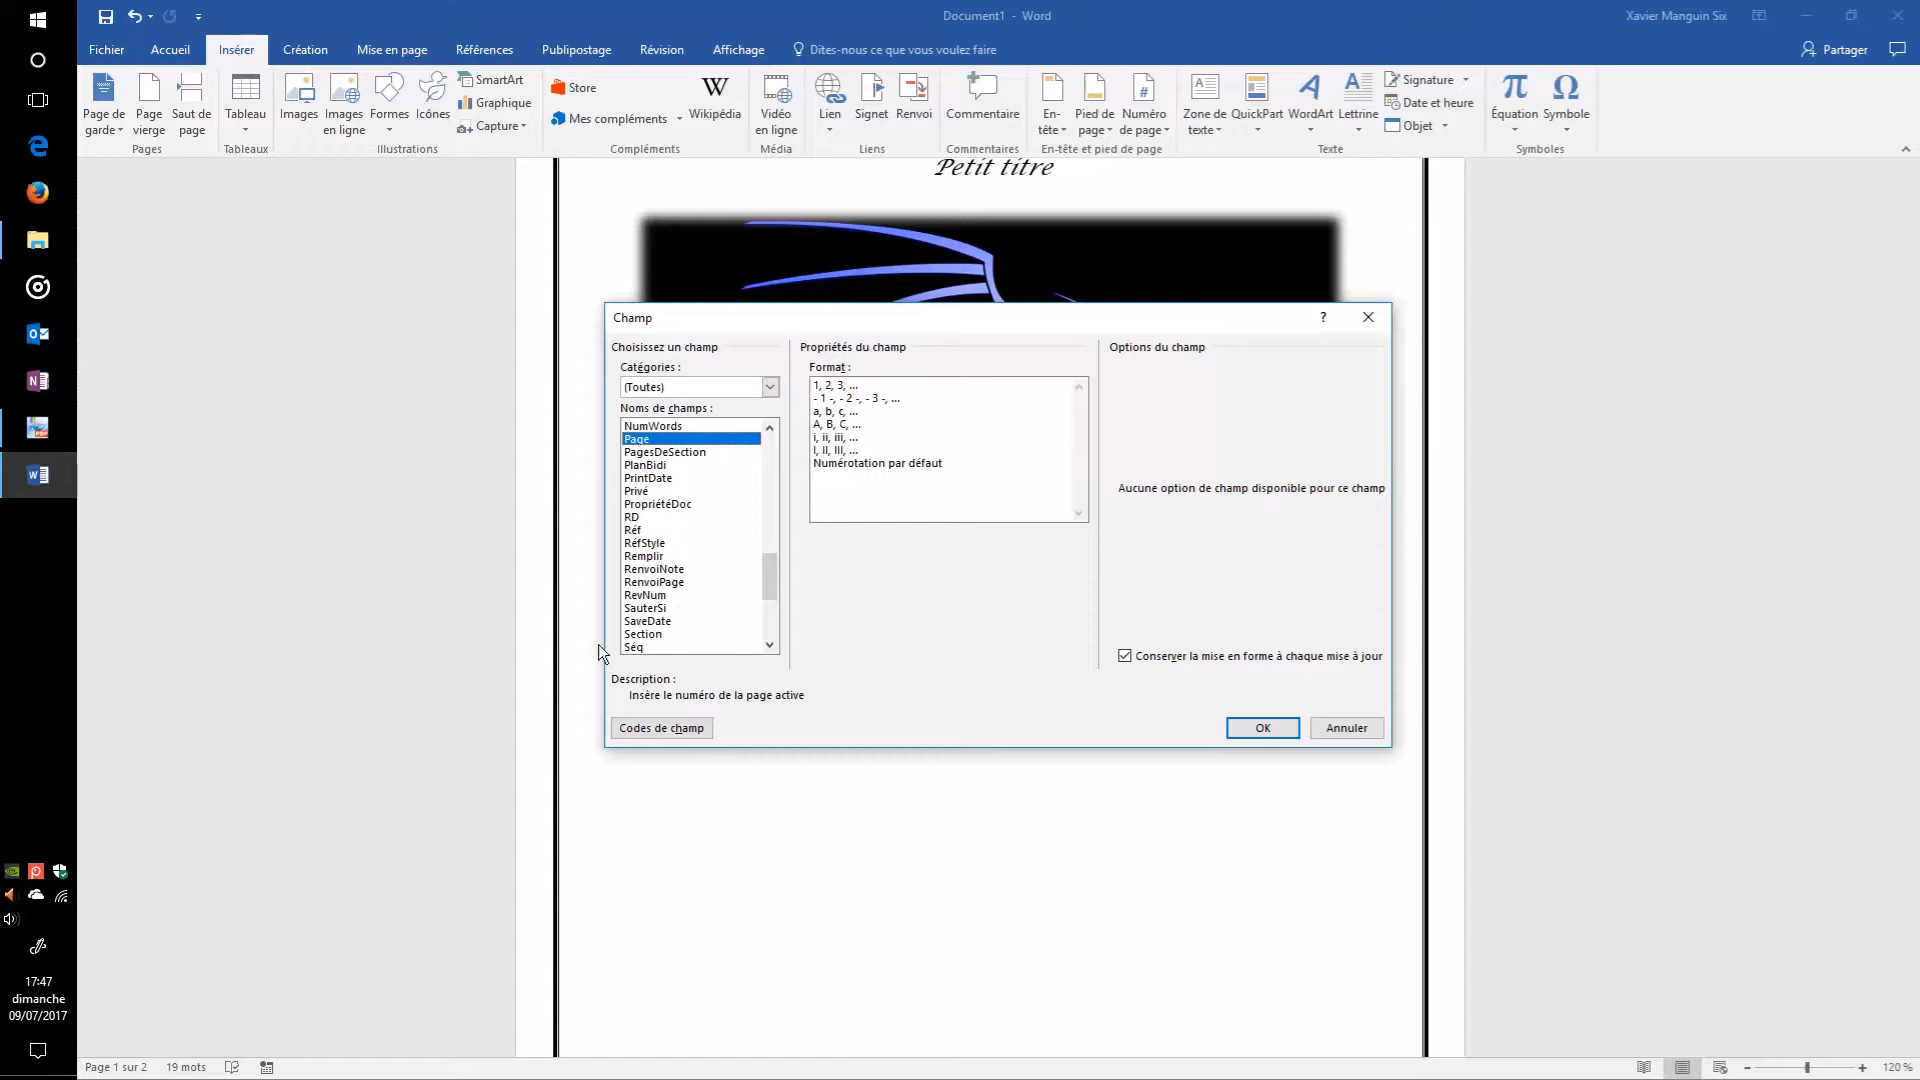 Document1 - Word
Xavier Manguin Six
Fichier
Accueil
Insérer
Création
Mise en page
Références
Publipostage
Révision
Affichage
Dites-nous ce que vous voulez faire
Partager
Page de garde
Page vierge
Saut de page
Pages
Tableau
Tableaux
Images
Images en ligne
Formes
Icônes
SmartArt
Graphique
Capture
Illustrations
Store
Mes compléments
W
Wikipédia
Compléments
Vidéo en ligne
Média
Lien
Signet
Renvoi
Liens
Commentaire
Commentaires
En-tête
Pied de page
Numéro de page
En-tête et pied de page
Zone de texte
QuickPart
WordArt
Lettrine
Signature
Date et heure
Objet
Texte
π
Équation
Ω
Symbole
Symboles
Petit titre
Champ
?
Choisissez un champ
Catégories :
(Toutes)
Noms de champs :
NumWords
Page
PagesDeSection
PlanBidi
PrintDate
Privé
PropriétéDoc
RD
Réf
RéfStyle
Remplir
RenvoiNote
RenvoiPage
RevNum
SauterSi
SaveDate
Section
Séq
Propriétés du champ
Format :
1, 2, 3, ...
- 1 -, - 2 -, - 3 -, ...
a, b, c, ...
A, B, C, ...
i, ii, iii, ...
I, II, III, ...
Numérotation par défaut
Options du champ
Aucune option de champ disponible pour ce champ
Conserver la mise en forme à chaque mise à jour
Description :
Insère le numéro de la page active
Codes de champ
OK
Annuler
17:47
dimanche
09/07/2017
Page 1 sur 2
19 mots
120 %